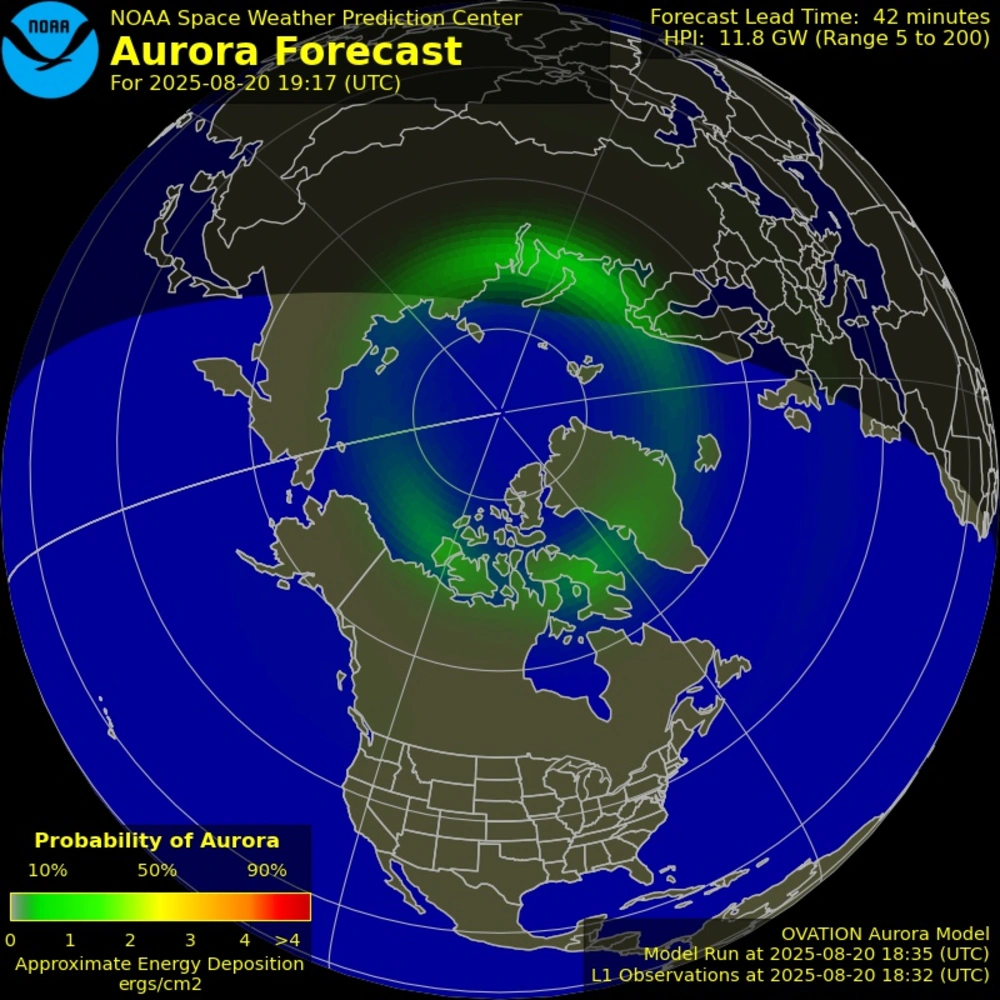 NOAA
NOAA Space Weather Prediction Center
Aurora Forecast
For 2025-08-20 19:17 (UTC)
Forecast Lead Time: 42 minutes
HPI: 11.8 GW (Range 5 to 200)
Probability of Aurora
10% 50% 90%
0 1 2 3 4 >4
Approximate Energy Deposition
ergs/cm2
OVATION Aurora Model
Model Run at 2025-08-20 18:35 (UTC)
L1 Observations at 2025-08-20 18:32 (UTC)